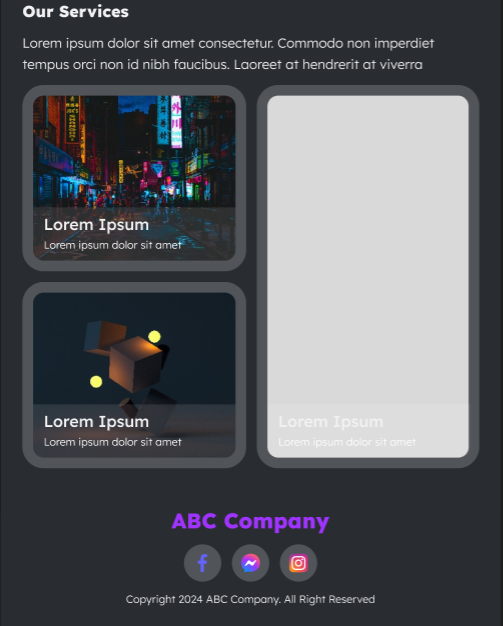 Our Services
Lorem ipsum dolor sit amet consectetur. Commodo non imperdiet
tempus orci non id nibh faucibus. Laoreet at hendrerit at viverra
Lorem Ipsum
Lorem ipsum dolor sit amet
Lorem Ipsum
Lorem ipsum dolor sit amet
Lorem Ipsum
Lorem ipsum dolor sit amet
ABC Company
Copyright 2024 ABC Company. All Right Reserved